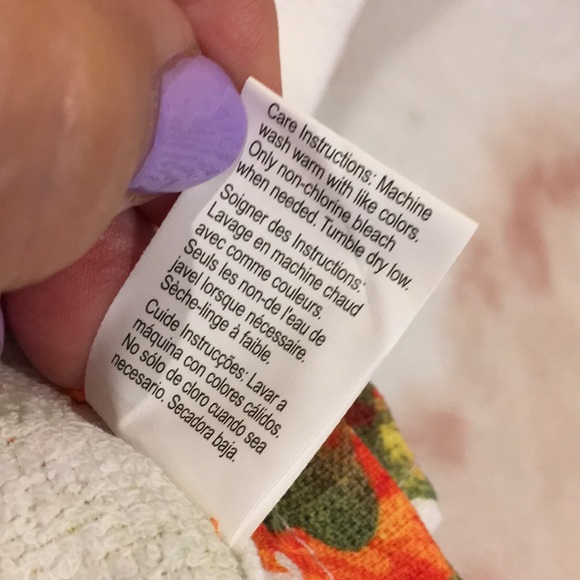 Care Instructions: Machine
wash warm with like colors.
Only non-chlorine bleach
when needed. Tumble dry low.
Soigner des Instructions:
Lavage en machine chaud
avec comme couleurs.
Seuls les non-de l'eau de
javel lorsque nécessaire.
Sèche-linge à faible.
Cuide Instrucções: Lavar a
máquina con colores cálidos.
No sólo de cloro cuando sea
necesario. Secadora baja.